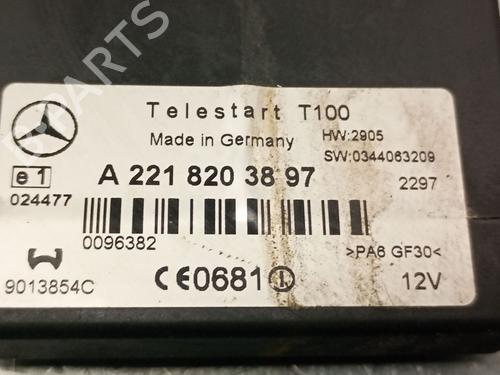 PARTS
Telestart T100
Made in Germany
HW:2905
SW:0344063209
e1
A 221 820 38 97
2297
024477
0096382
>PA6 GF30<
9013854C
CE0681
12V